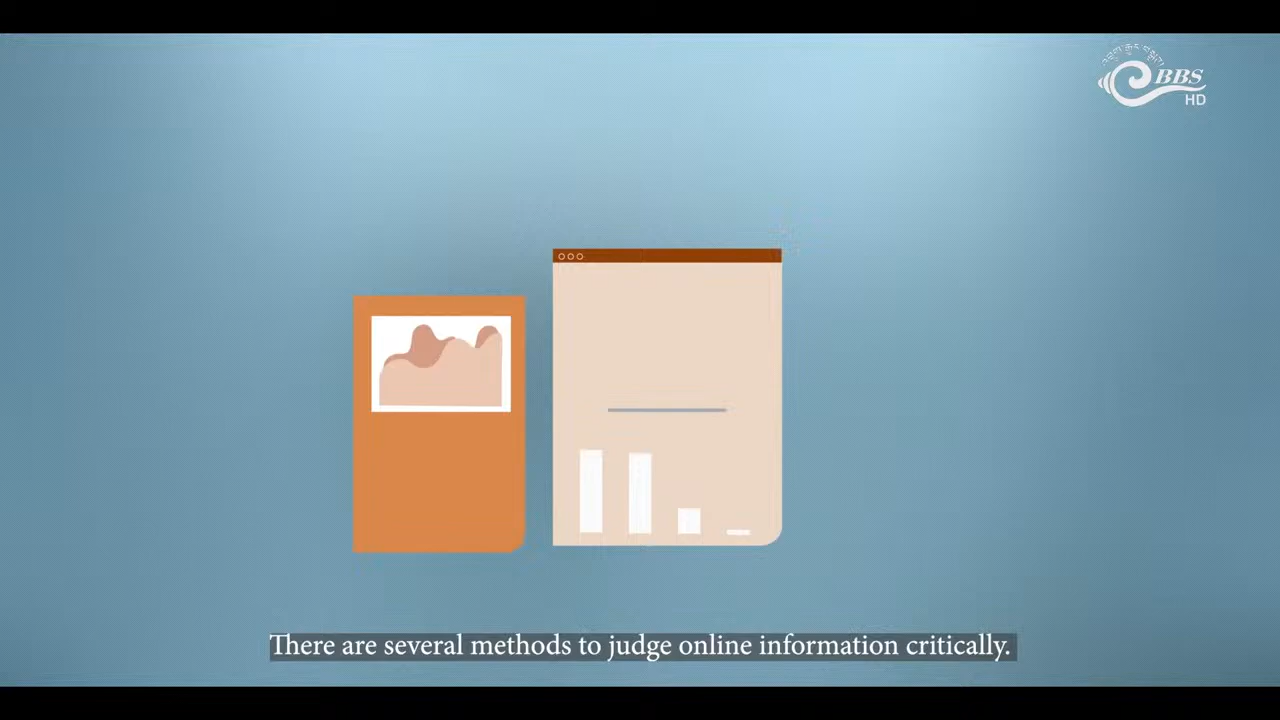 BBS
HD
There are several methods to judge online information critically.